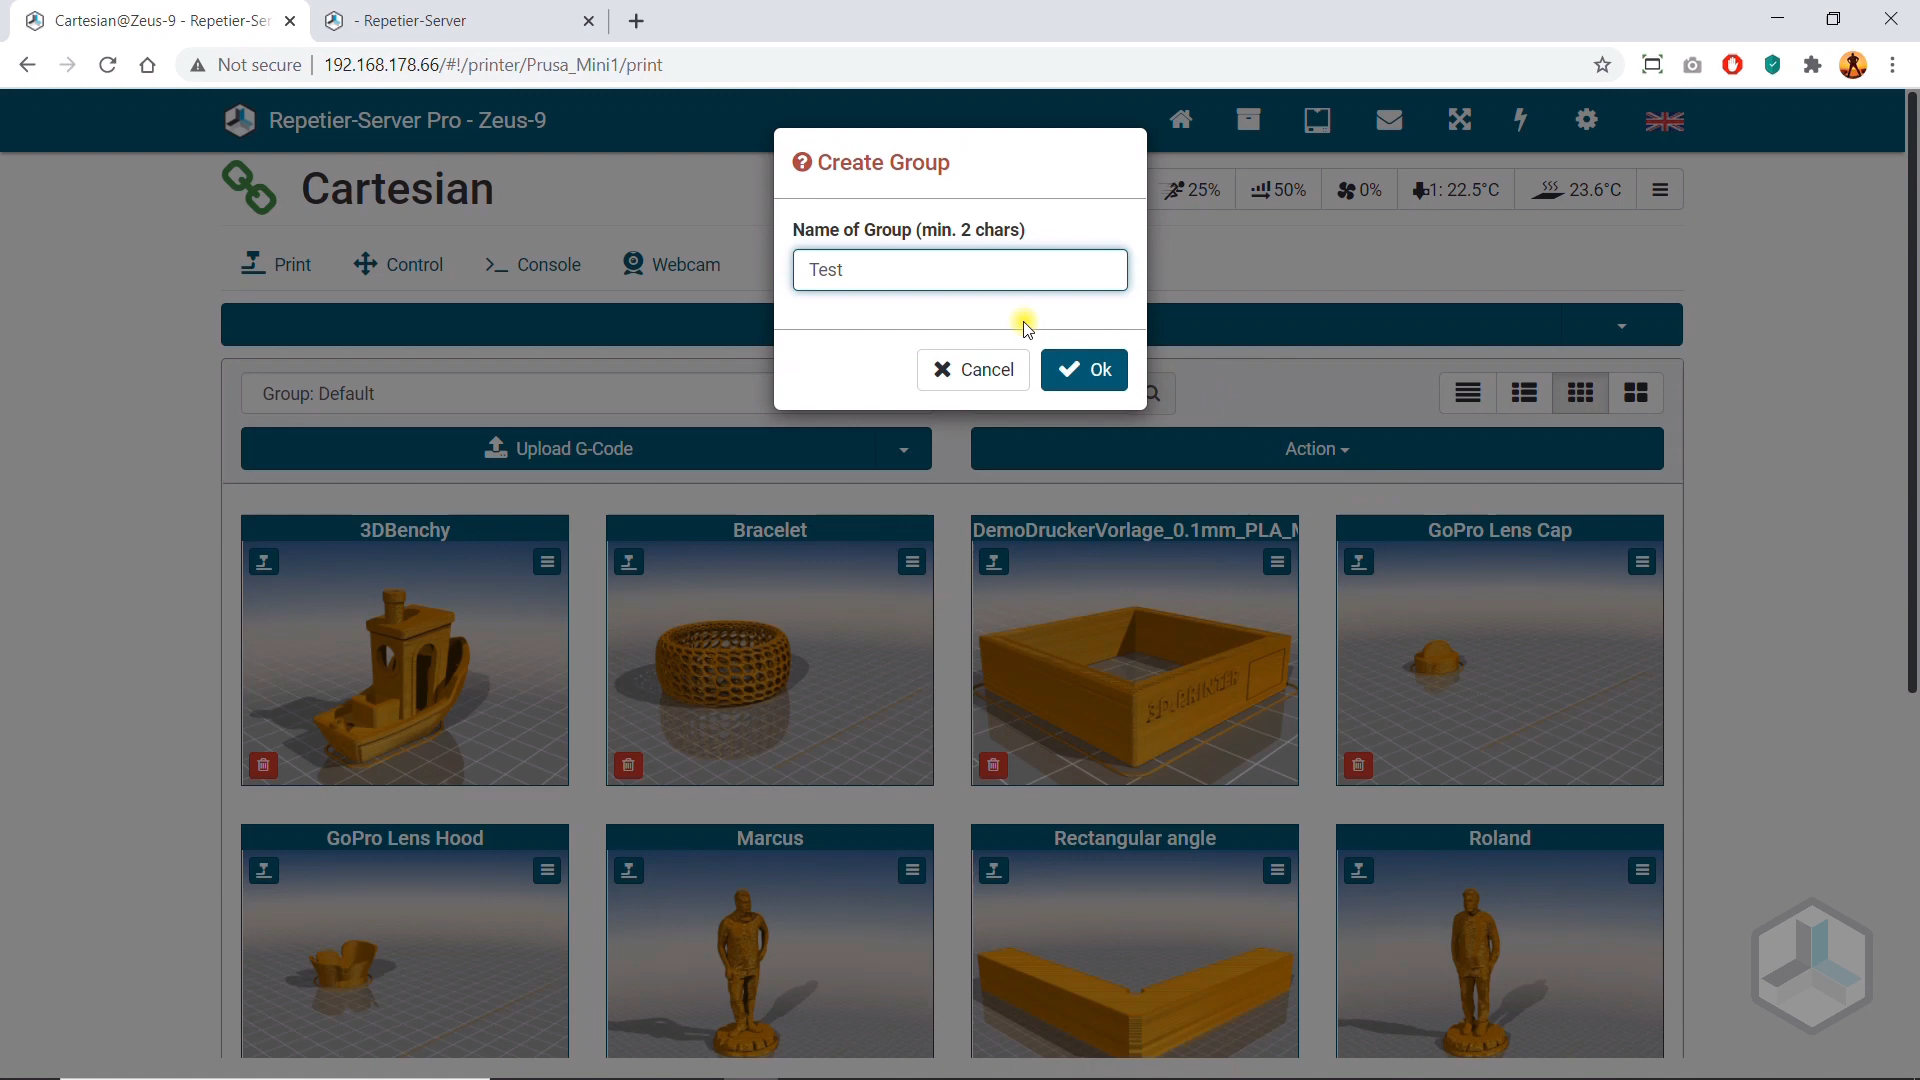 Cartesian@Zeus-9 - Repetier-Ser
- Repetier-Server
Not secure
192.168.178.66/#!/printer/Prusa_Mini1/print
Repetier-Server Pro - Zeus-9
Create Group
Name of Group (min. 2 chars)
Test
Cancel
Ok
Cartesian
25%
50%
0%
1: 22.5°C
23.6°C
Print
Control
Console
Webcam
Group: Default
Upload G-Code
Action
3DBenchy
Bracelet
DemoDruckerVorlage_0.1mm_PLA_M
GoPro Lens Cap
3D PRINTER
GoPro Lens Hood
Marcus
Rectangular angle
Roland